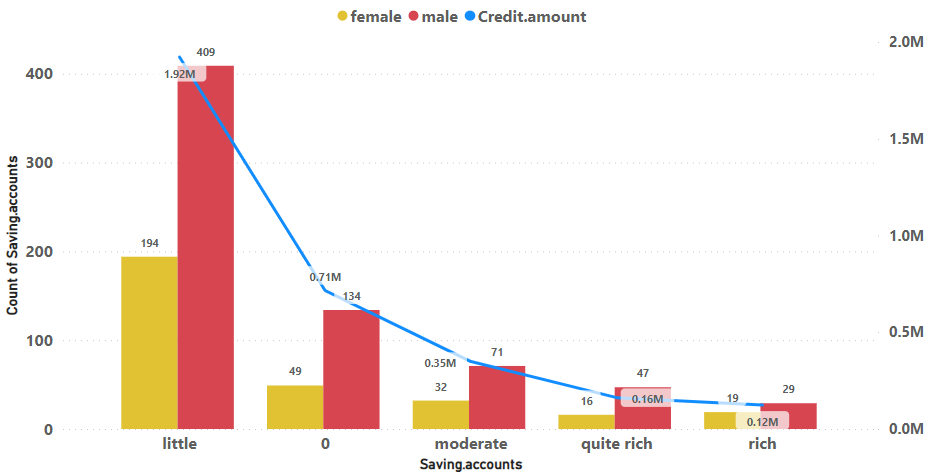 female male Credit.amount
2.0M
409
400
1.92M
1.5M
300
Count of Saving.accounts
194
200
1.0M
0.71M
134
100
0.5M
0.35M
71
49
32
47
16
0.16M
19
29
0.12M
0
0.0M
little 0 moderate quite rich rich
Saving.accounts